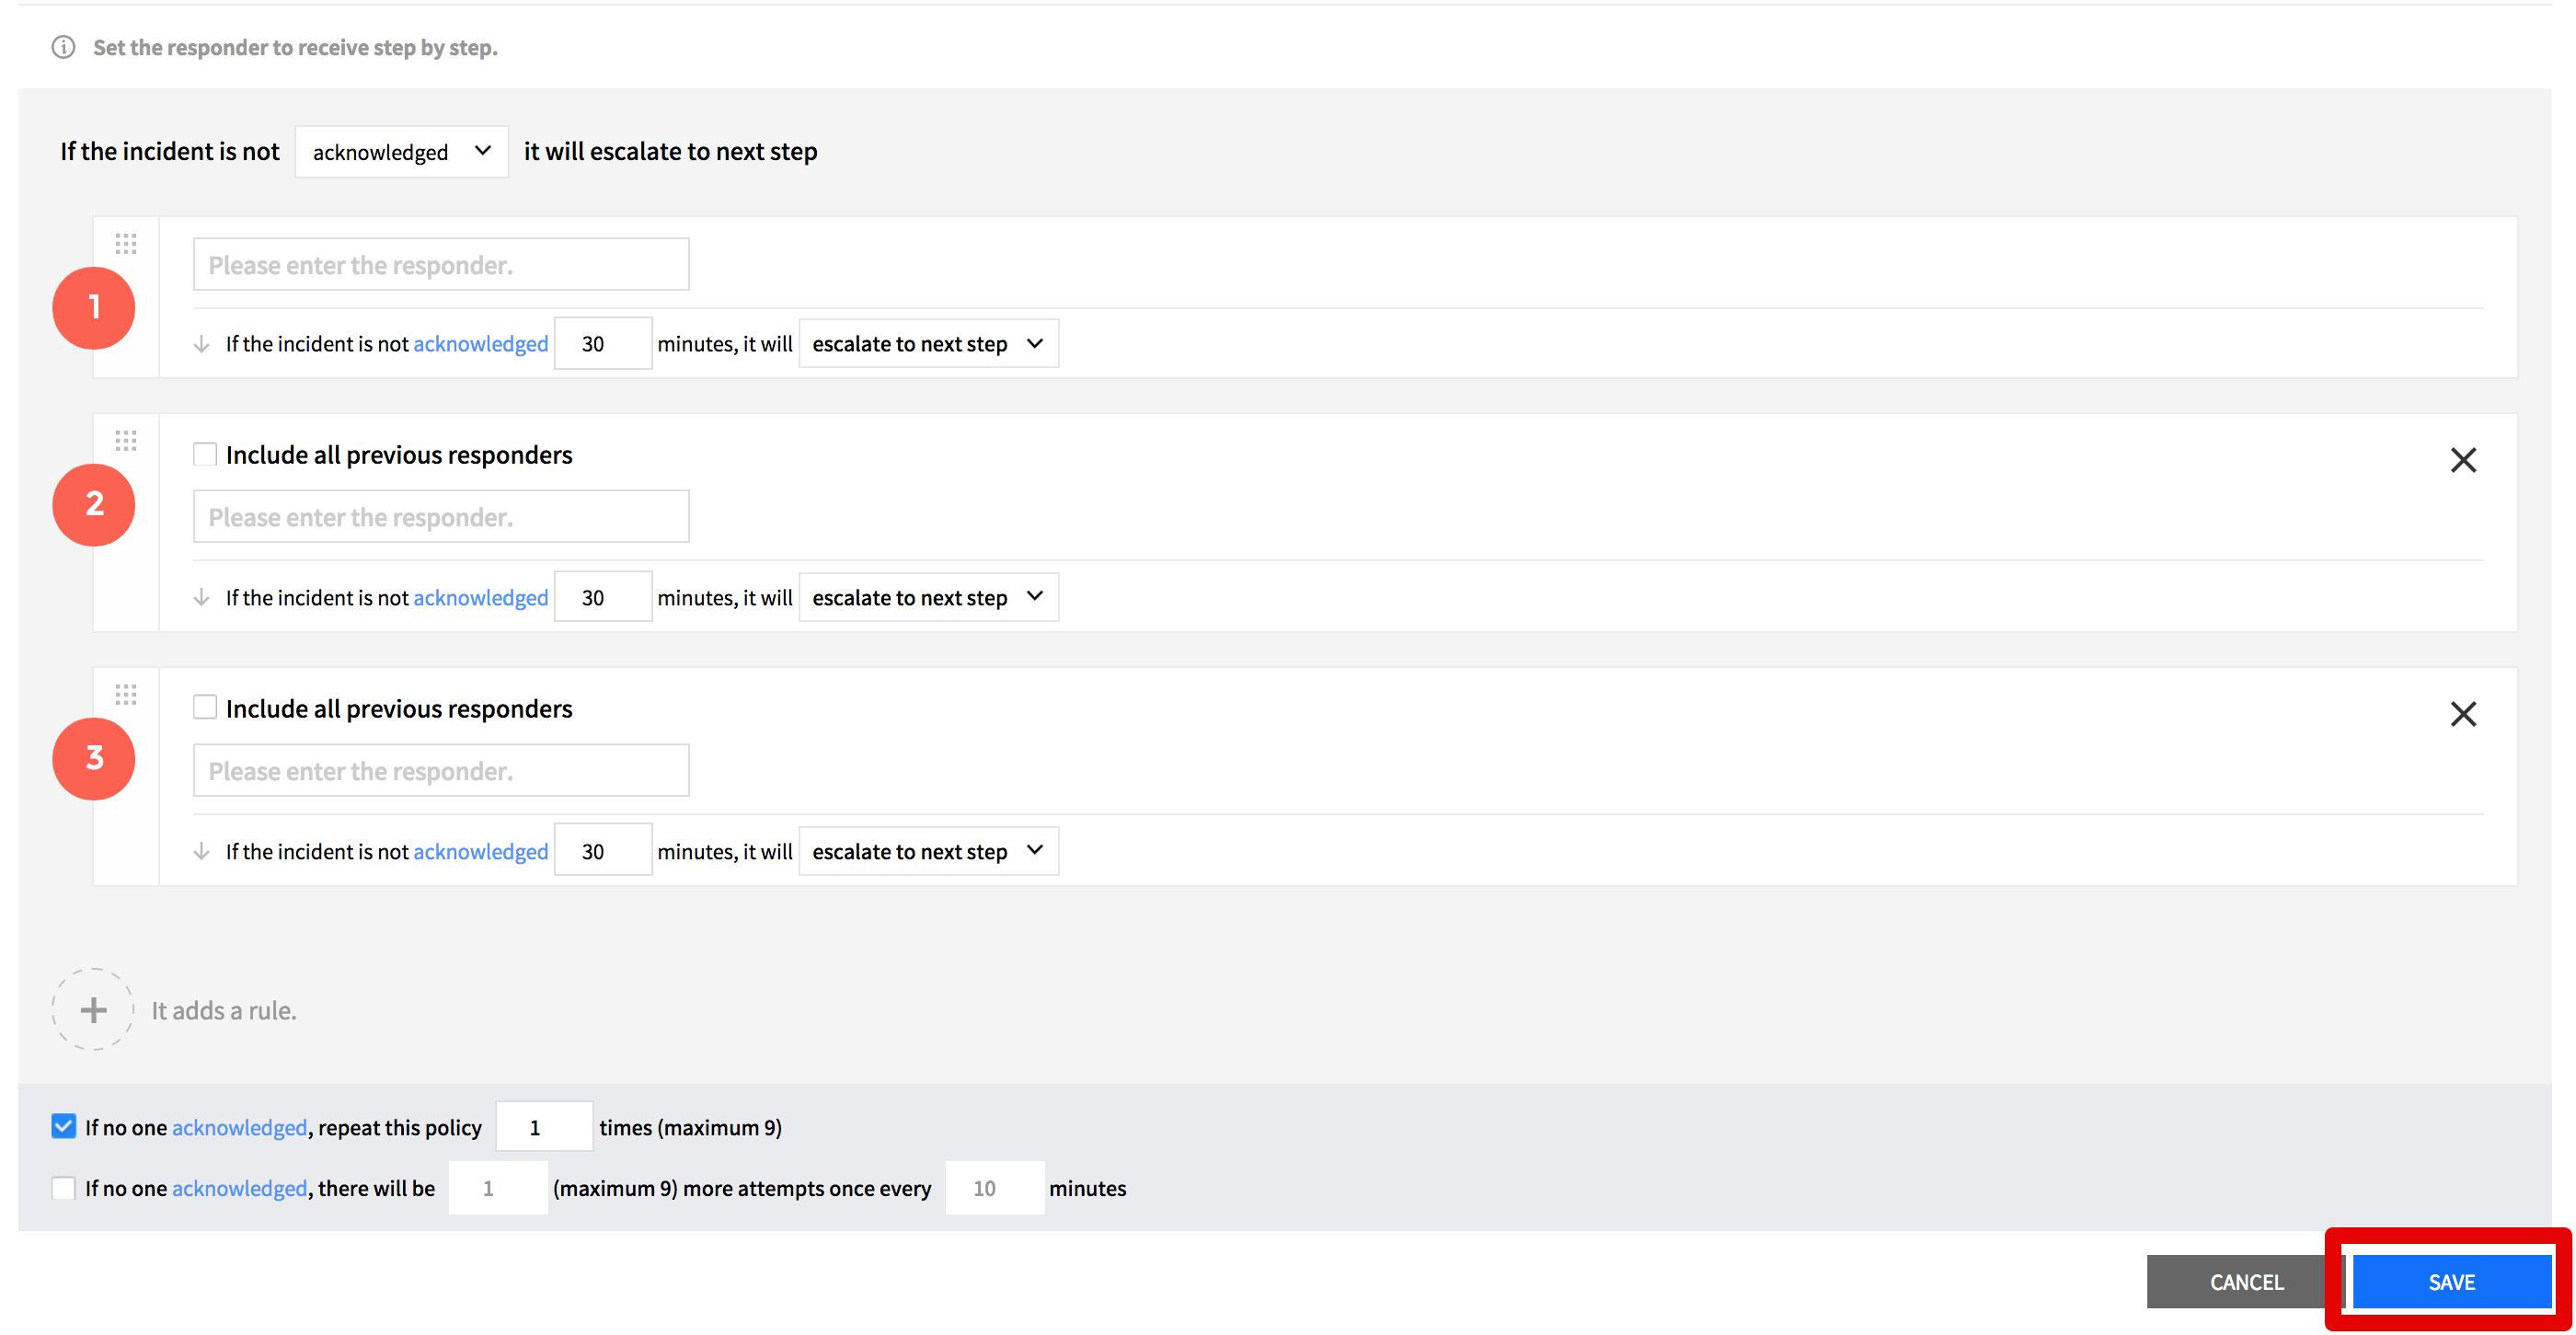 Set the responder to receive step by step.
If the incident is not acknowledged it will escalate to next step
1
Please enter the responder.
If the incident is not acknowledged 30 minutes, it will escalate to next step
2
Include all previous responders
Please enter the responder.
If the incident is not acknowledged 30 minutes, it will escalate to next step
3
Include all previous responders
Please enter the responder.
If the incident is not acknowledged 30 minutes, it will escalate to next step
It adds a rule.
If no one acknowledged, repeat this policy 1 times (maximum 9)
If no one acknowledged, there will be 1 (maximum 9) more attempts once every 10 minutes
CANCEL SAVE